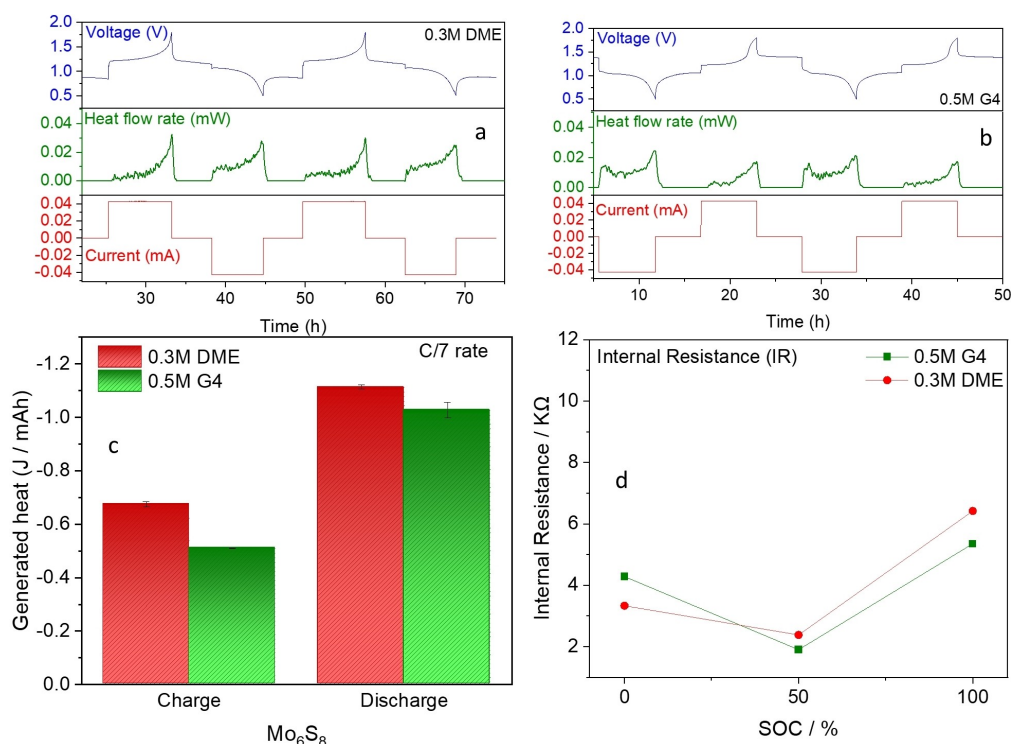 Voltage (V)
0.3M DME
2.0
1.5
1.0
0.5
Heat flow rate (mW)
a
0.04
0.02
0.00
0.04
0.02
0.00
-0.02
-0.04
Current (mA)
30
40
50
60
70
Time (h)
Voltage (V)
0.5M G4
2.0
1.5
1.0
0.5
Heat flow rate (mW)
b
0.04
0.02
0.00
Current (mA)
0.04
0.02
0.00
-0.02
-0.04
10
20
30
40
50
Time (h)
0.3M DME
0.5M G4
C/7 rate
c
Generated heat (J / mAh)
-1.2
-1.0
-0.8
-0.6
-0.4
-0.2
0.0
Charge
Discharge
Mo₆S₈
Internal Resistance (IR)
0.5M G4
0.3M DME
d
Internal Resistance / KΩ
12
10
8
6
4
2
0
50
100
SOC / %